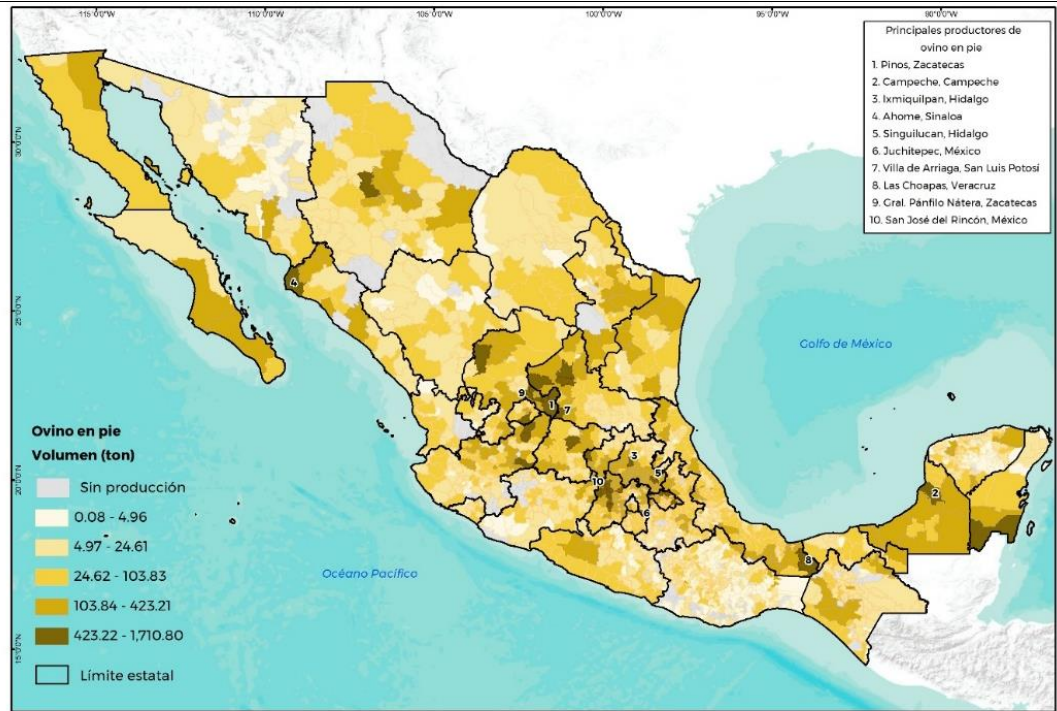 115°0'0"W 110°0'0"W 105°0'0"W 100°0'0"W 95°0'0"W 90°0'0"W
Principales productores de
ovino en pie
1. Pinos, Zacatecas
2. Campeche, Campeche
3. Ixmiquilpan, Hidalgo
4. Ahome, Sinaloa
5. Singuilucan, Hidalgo
6. Juchitepec, México
7. Villa de Arriaga, San Luis Potosí
8. Las Choapas, Veracruz
9. Gral. Pánfilo Nátera, Zacatecas
10. San José del Rincón, México
30°0'0"N
25°0'0"N
20°0'0"N
15°0'0"N
4
Golfo de México
9
1
7
3
5
10
2
6
8
Océano Pacífico
Ovino en pie
Volumen (ton)
Sin producción
0.08 - 4.96
4.97 - 24.61
24.62 - 103.83
103.84 - 423.21
423.22 - 1,710.80
Límite estatal